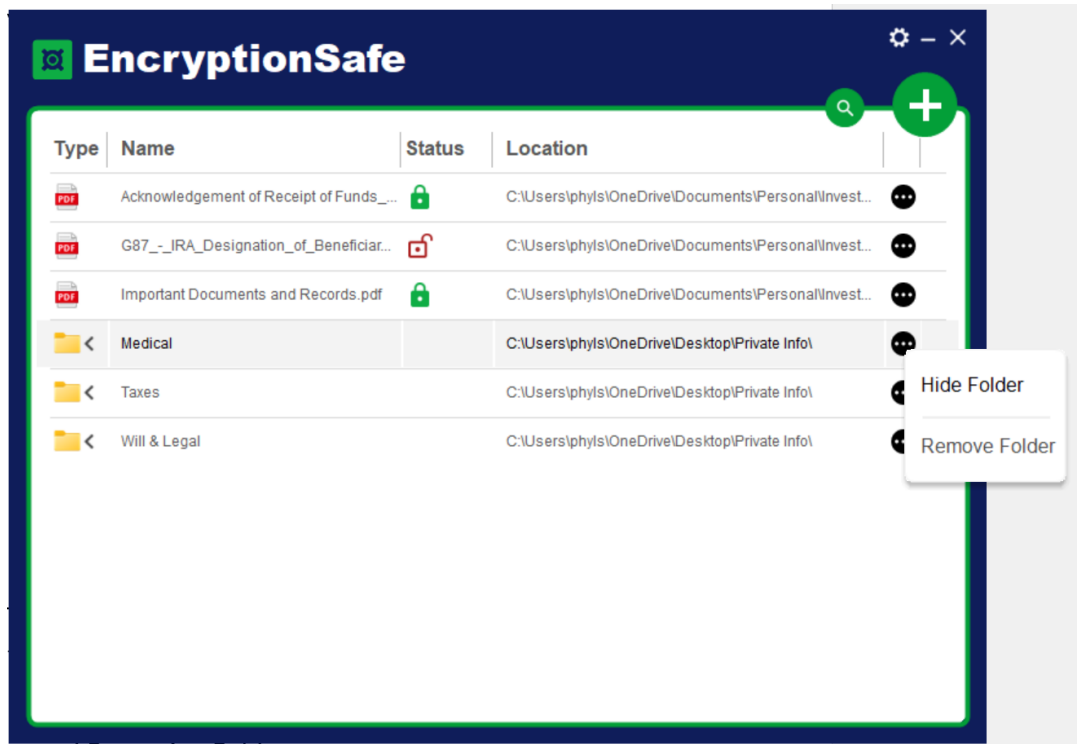 EncryptionSafe
Type Name Status Location
PDF Acknowledgement of Receipt of Funds_... C:\Users\phyls\OneDrive\Documents\Personal\Invest...
PDF G87_-_IRA_Designation_of_Beneficiar... C:\Users\phyls\OneDrive\Documents\Personal\Invest...
PDF Important Documents and Records.pdf C:\Users\phyls\OneDrive\Documents\Personal\Invest...
Medical C:\Users\phyls\OneDrive\Desktop\Private Info\
Hide Folder
Taxes C:\Users\phyls\OneDrive\Desktop\Private Info\
Will & Legal C:\Users\phyls\OneDrive\Desktop\Private Info\
Remove Folder